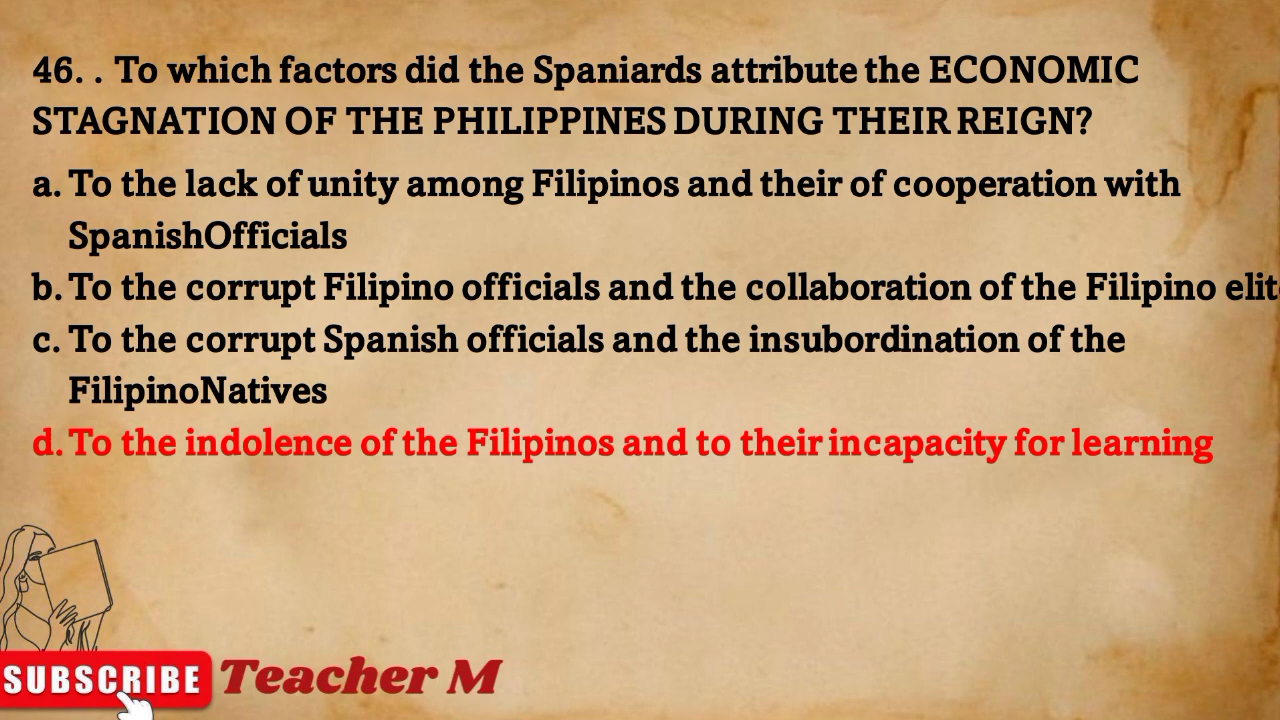 46. . To which factors did the Spaniards attribute the ECONOMIC
STAGNATION OF THE PHILIPPINES DURING THEIR REIGN?
a. To the lack of unity among Filipinos and their of cooperation with
SpanishOfficials
b. To the corrupt Filipino officials and the collaboration of the Filipino
c. To the corrupt Spanish officials and the insubordination of the
FilipinoNatives
d. To the indolence of the Filipinos and to their incapacity for learning
SUBSCRIBE Teacher M